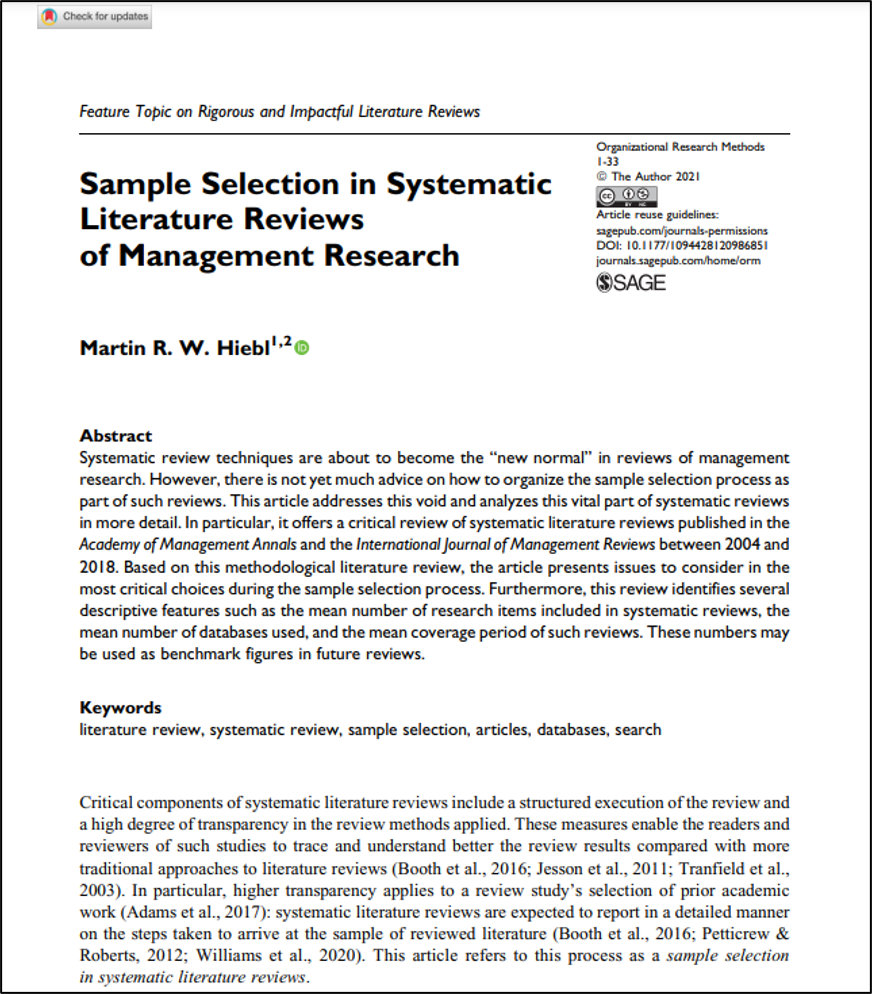 Check for updates
Feature Topic on Rigorous and Impactful Literature Reviews
Organizational Research Methods
1-33
© The Author 2021
BY NC
Article reuse guidelines:
sagepub.com/journals-permissions
DOI: 10.1177/1094428120986851
journals.sagepub.com/home/orm
SAGE
Sample Selection in Systematic
Literature Reviews
of Management Research
Martin R. W. Hiebl1,2
Abstract
Systematic review techniques are about to become the “new normal” in reviews of management
research. However, there is not yet much advice on how to organize the sample selection process as
part of such reviews. This article addresses this void and analyzes this vital part of systematic reviews
in more detail. In particular, it offers a critical review of systematic literature reviews published in the
Academy of Management Annals and the International Journal of Management Reviews between 2004 and
2018. Based on this methodological literature review, the article presents issues to consider in the
most critical choices during the sample selection process. Furthermore, this review identifies several
descriptive features such as the mean number of research items included in systematic reviews, the
mean number of databases used, and the mean coverage period of such reviews. These numbers may
be used as benchmark figures in future reviews.
Keywords
literature review, systematic review, sample selection, articles, databases, search
Critical components of systematic literature reviews include a structured execution of the review and
a high degree of transparency in the review methods applied. These measures enable the readers and
reviewers of such studies to trace and understand better the review results compared with more
traditional approaches to literature reviews (Booth et al., 2016; Jesson et al., 2011; Tranfield et al.,
2003). In particular, higher transparency applies to a review study’s selection of prior academic
work (Adams et al., 2017): systematic literature reviews are expected to report in a detailed manner
on the steps taken to arrive at the sample of reviewed literature (Booth et al., 2016; Petticrew &
Roberts, 2012; Williams et al., 2020). This article refers to this process as a sample selection
in systematic literature reviews.